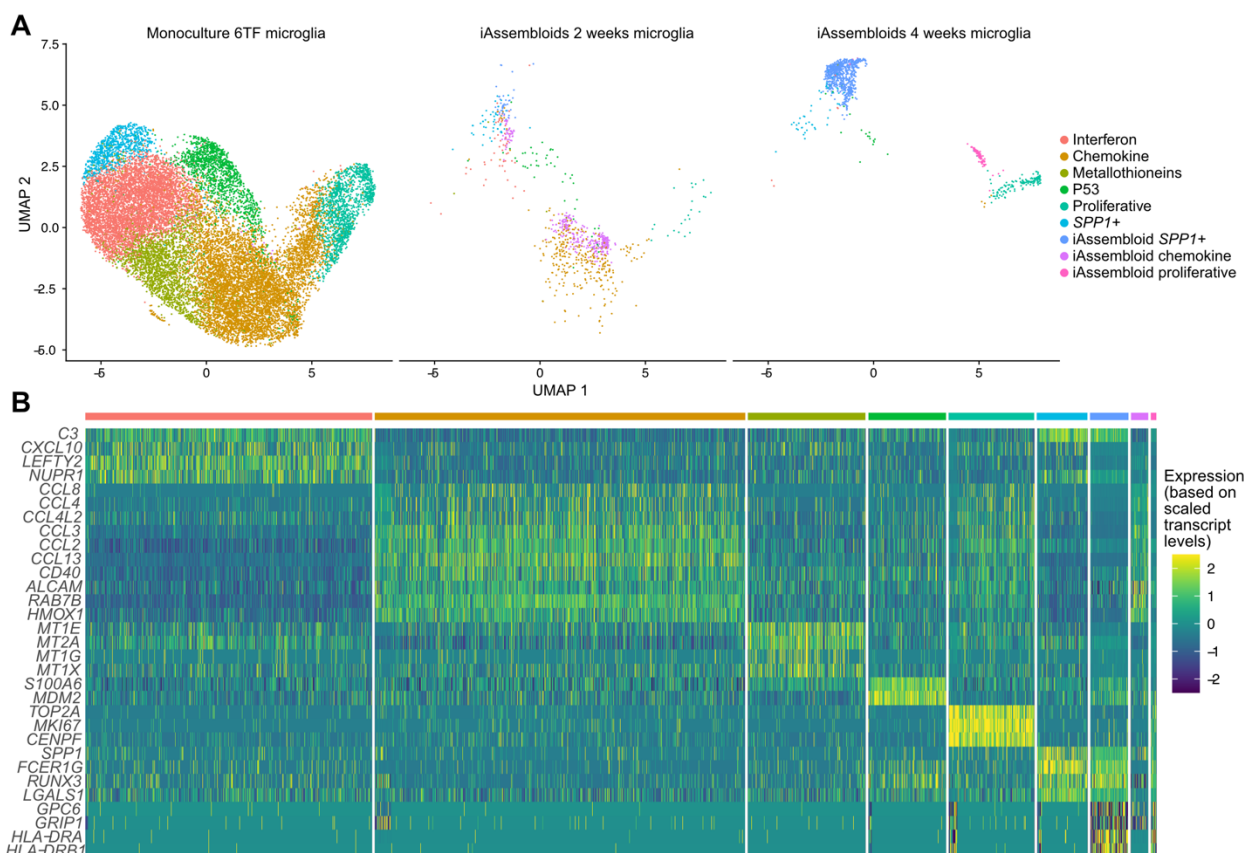 A
Monoculture 6TF microglia
iAssembloids 2 weeks microglia
iAssembloids 4 weeks microglia
7.5
5.0
2.5
0.0
-2.5
-5.0
UMAP 2
-5 0 5
-5 0 5
-5 0 5
UMAP 1
Interferon
Chemokine
Metallothioneins
P53
Proliferative
SPP1+
iAssembloid SPP1+
iAssembloid chemokine
iAssembloid proliferative
B
C3
CXCL10
LEFTY2
NUPR1
CCL8
CCL4
CCL4L2
CCL3
CCL2
CCL13
CD40
ALCAM
RAB7B
HMOX1
MT1E
MT2A
MT1G
MT1X
S100A6
MDM2
TOP2A
MKI67
CENPF
SPP1
FCER1G
RUNX3
LGALS1
GPC6
GRIP1
HLA-DRA
HLA-DRB1
Expression
(based on
scaled
transcript
levels)
2
1
0
-1
-2